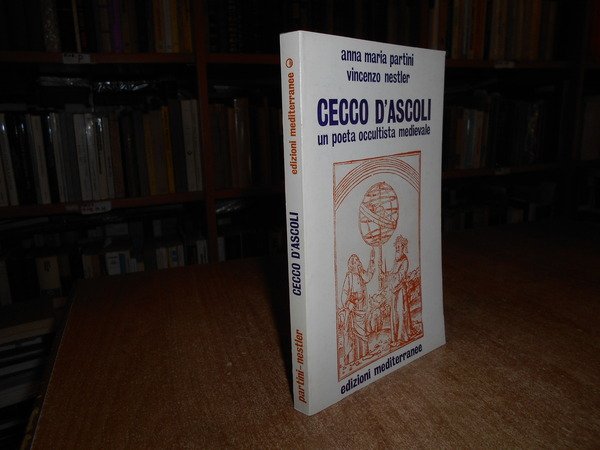 anna maria partini
vincenzo nestler
CECCO D'ASCOLI
un poeta occultista medievale
edizioni mediterranee
partini-nestler CECCO D'ASCOLI edizioni mediterranee